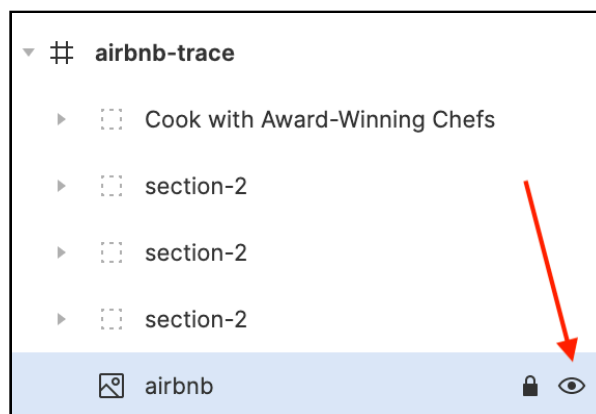 airbnb-trace
Cook with Award-Winning Chefs
section-2
section-2
section-2
airbnb